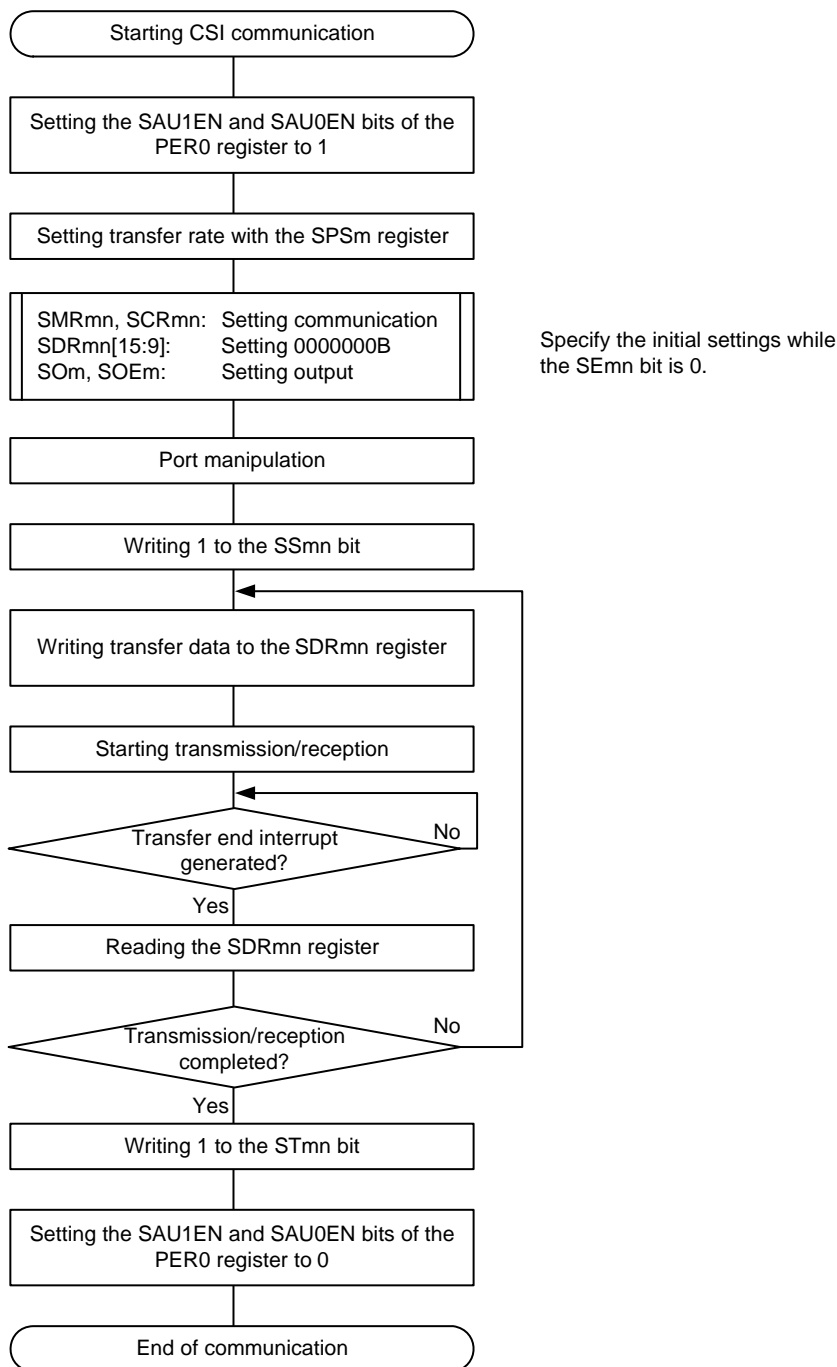 Starting CSI communication
Setting the SAU1EN and SAU0EN bits of the
PER0 register to 1
Setting transfer rate with the SPSm register
SMRmn, SCRmn: Setting communication
SDRmn[15:9]: Setting 0000000B
SOm, SOEm: Setting output
Specify the initial settings while
the SEmn bit is 0.
Port manipulation
Writing 1 to the SSmn bit
Writing transfer data to the SDRmn register
Starting transmission/reception
Transfer end interrupt
generated?
No
Yes
Reading the SDRmn register
Transmission/reception
completed?
No
Yes
Writing 1 to the STmn bit
Setting the SAU1EN and SAU0EN bits of the
PER0 register to 0
End of communication